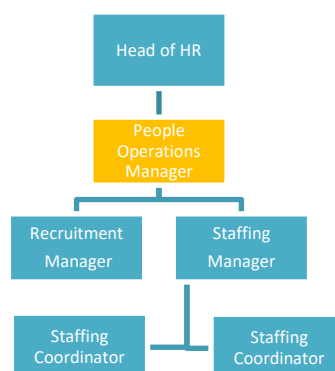 Head of HR
People
Operations
Manager
Recruitment
Manager
Staffing
Manager
Staffing
Coordinator
Staffing
Coordinator